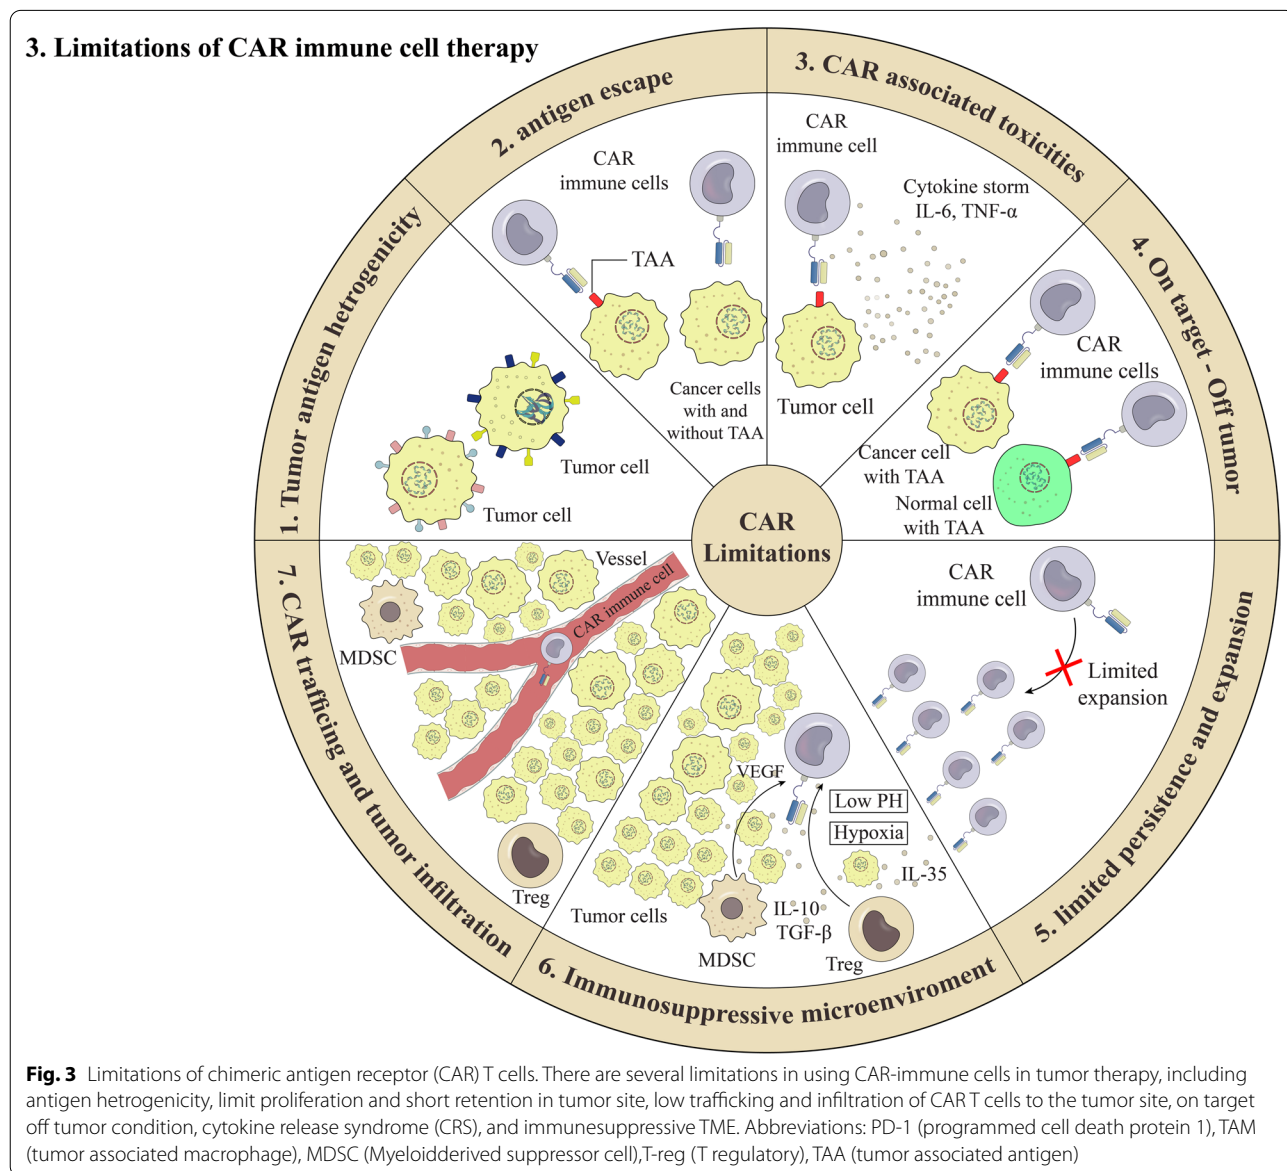 3. Limitations of CAR immune cell therapy
1. Tumor antigen hetrogenicity
Tumor cell
Tumor cell
2. antigen escape
CAR
immune cells
TAA
Cancer cells
with and
without TAA
3. CAR associated toxicities
CAR
immune cell
Cytokine storm
IL-6, TNF-α
Tumor cell
4. On target - Off tumor
CAR
immune cells
Cancer cell
with TAA
Normal cell
with TAA
CAR
Limitations
5. limited persistence and expansion
CAR
immune cell
Limited
expansion
6. Immunosuppressive microenviroment
VEGF
Low PH
Hypoxia
IL-35
IL-10
TGF-β
Tumor cells
MDSC
Treg
7. CAR trafficing and tumor infiltration
Vessel
CAR immune cell
MDSC
Treg
Fig. 3 Limitations of chimeric antigen receptor (CAR) T cells. There are several limitations in using CAR-immune cells in tumor therapy, including
antigen hetrogenicity, limit proliferation and short retention in tumor site, low trafficking and infiltration of CAR T cells to the tumor site, on target
off tumor condition, cytokine release syndrome (CRS), and immunesuppressive TME. Abbreviations: PD-1 (programmed cell death protein 1), TAM
(tumor associated macrophage), MDSC (Myeloidderived suppressor cell),T-reg (T regulatory), TAA (tumor associated antigen)